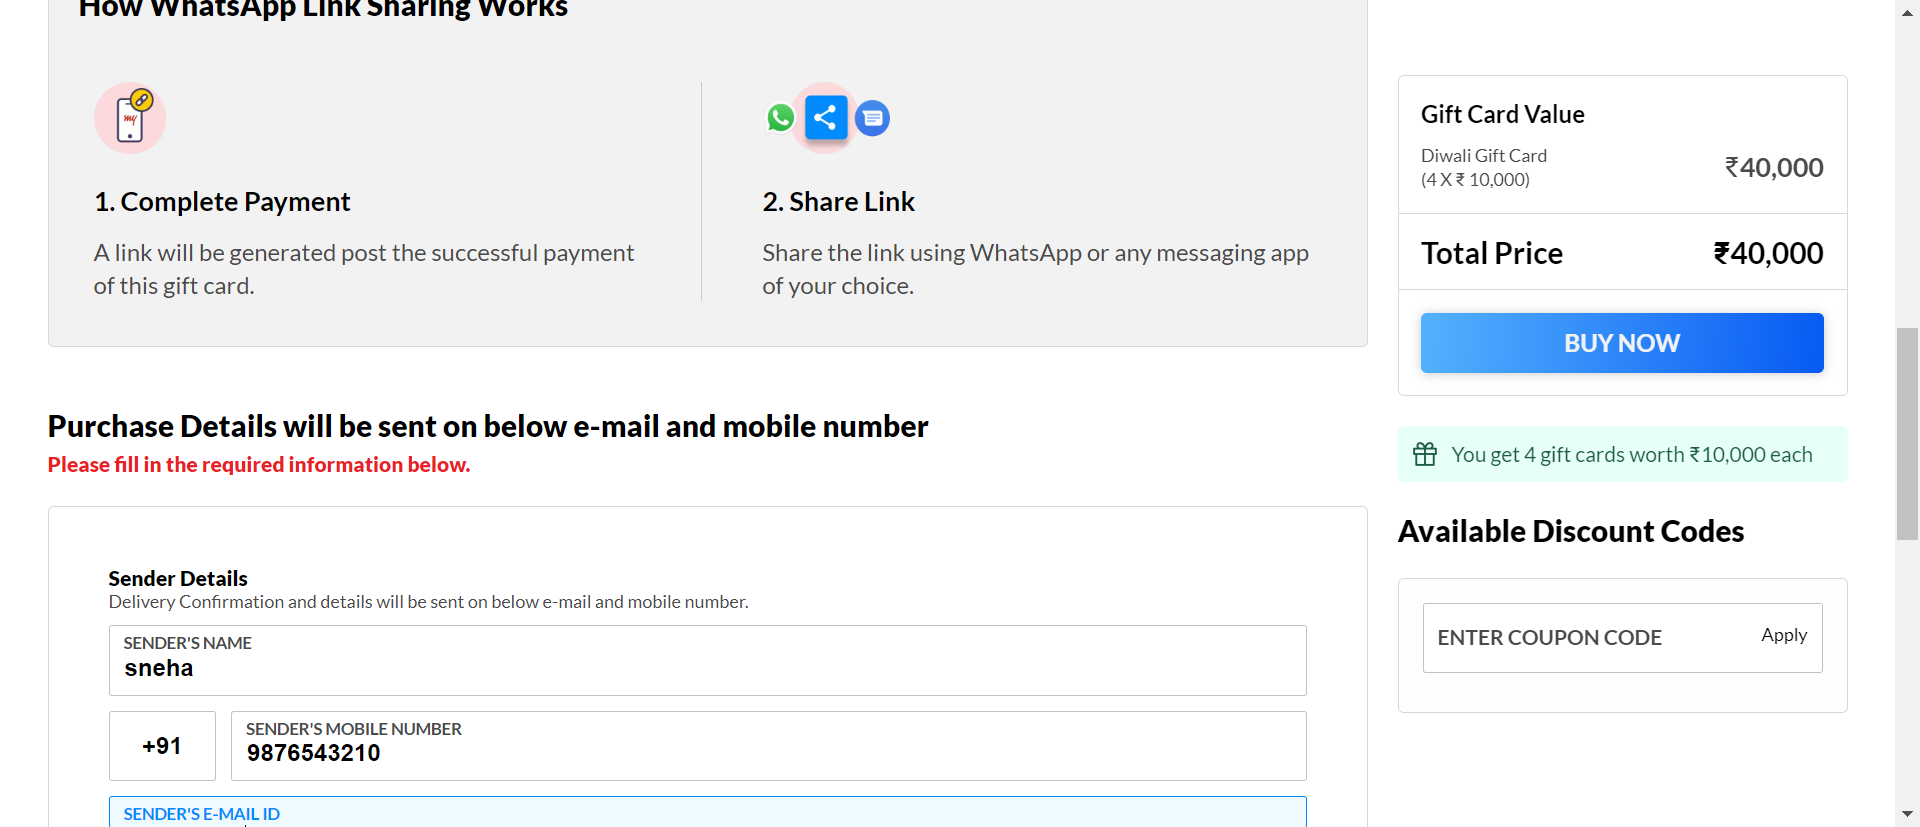 How WhatsApp Link Sharing Works
my
1. Complete Payment
A link will be generated post the successful payment
of this gift card.
2. Share Link
Share the link using WhatsApp or any messaging app
of your choice.
Purchase Details will be sent on below e-mail and mobile number
Please fill in the required information below.
Sender Details
Delivery Confirmation and details will be sent on below e-mail and mobile number.
SENDER'S NAME
sneha
+91
SENDER'S MOBILE NUMBER
9876543210
SENDER'S E-MAIL ID
Gift Card Value
Diwali Gift Card
(4 X ₹ 10,000)
₹40,000
Total Price
₹40,000
BUY NOW
You get 4 gift cards worth ₹10,000 each
Available Discount Codes
ENTER COUPON CODE
Apply